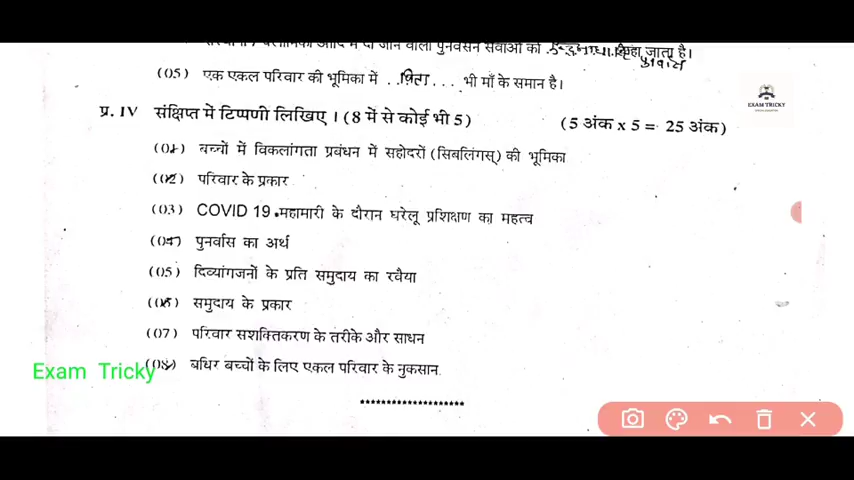 आदि में दी जाने वाली पुनर्वसन सेवाओं को जाता है।
(05) एक एकल परिवार की भूमिका में ..पिता.... भी माँ के समान है।
EXAM TRICKY
प्र. IV संक्षिप्त में टिप्पणी लिखिए । (8 में से कोई भी 5) (5 अंक x 5 = 25 अंक)
(01) बच्चों में विकलांगता प्रबंधन में सहोदरों (सिबलिंगस्) की भूमिका
(02) परिवार के प्रकार
(03) COVID 19 महामारी के दौरान घरेलू प्रशिक्षण का महत्व
(04) पुनर्वास का अर्थ
(05) दिव्यांगजनों के प्रति समुदाय का रवैया
(06) समुदाय के प्रकार
(07) परिवार सशक्तिकरण के तरीके और साधन
(08) बधिर बच्चों के लिए एकल परिवार के नुकसान
Exam Tricky
********************